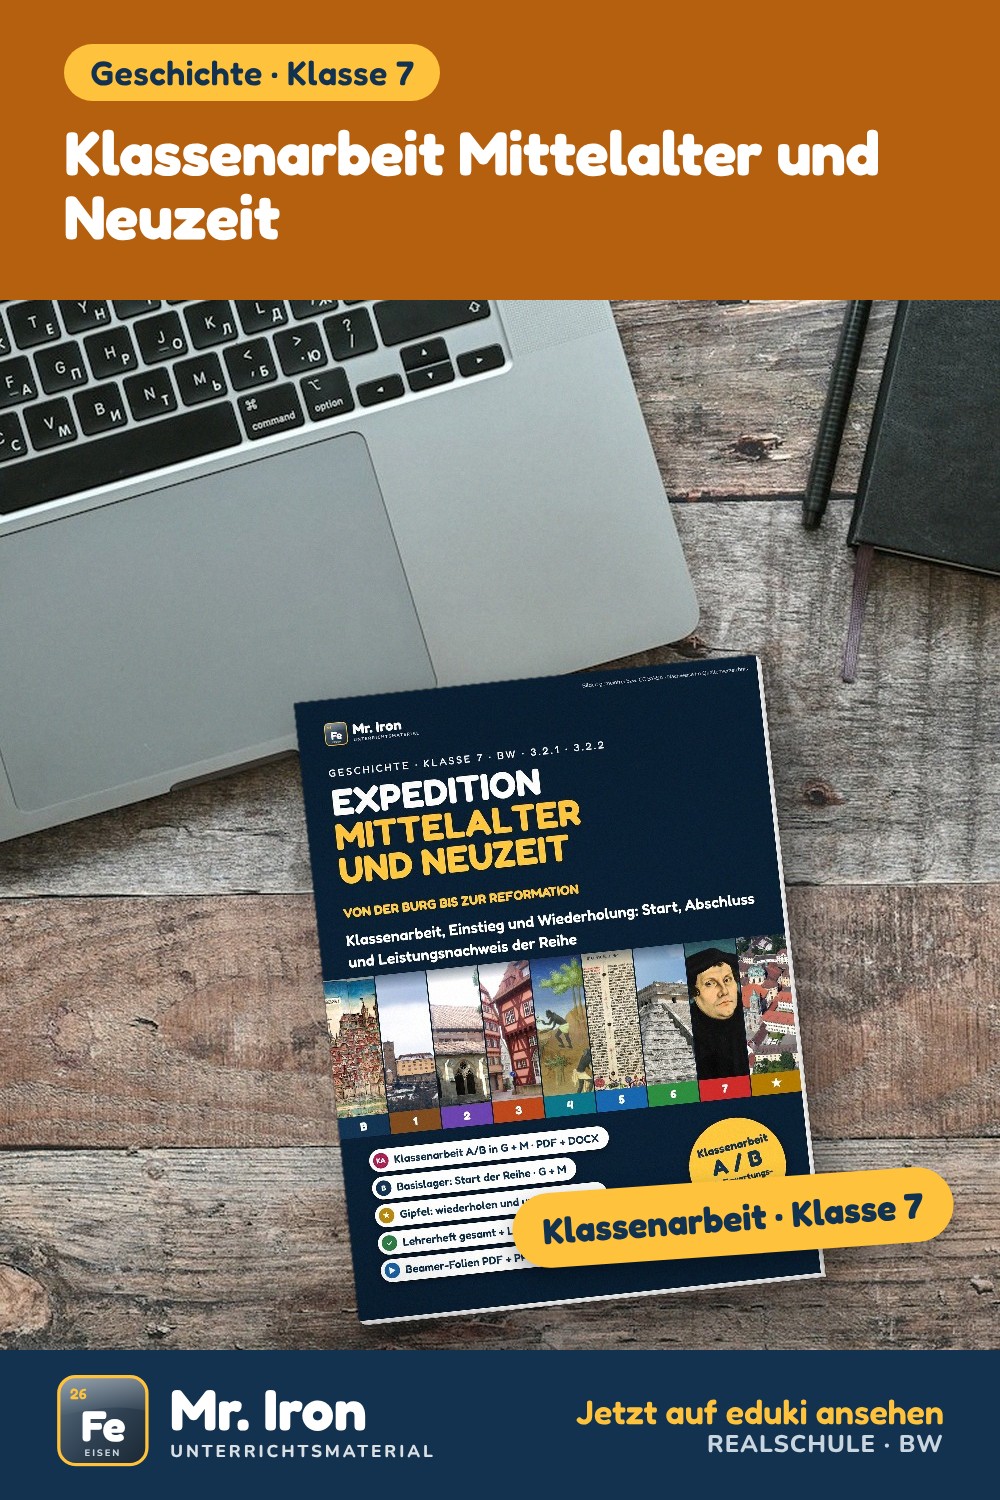 Geschichte · Klasse 7
Klassenarbeit Mittelalter und
Neuzeit
command
option
Fe
Mr. Iron
UNTERRICHTSMATERIAL
GESCHICHTE · KLASSE 7 · BW · 3.2.1 · 3.2.2
EXPEDITION
MITTELALTER
UND NEUZEIT
VON DER BURG BIS ZUR REFORMATION
Klassenarbeit, Einstieg und Wiederholung: Start, Abschluss
und Leistungsnachweis der Reihe
B 1 2 3 4 5 6 7 ★
KA Klassenarbeit A/B in G + M · PDF + DOCX
B Basislager: Start der Reihe · G + M
★ Gipfel: wiederholen und
Lehrerheft gesamt + L
Beamer-Folien PDF +
Klassenarbeit
A / B
Klassenarbeit · Klasse 7
26
Fe
EISEN
Mr. Iron
UNTERRICHTSMATERIAL
Jetzt auf eduki ansehen
REALSCHULE · BW